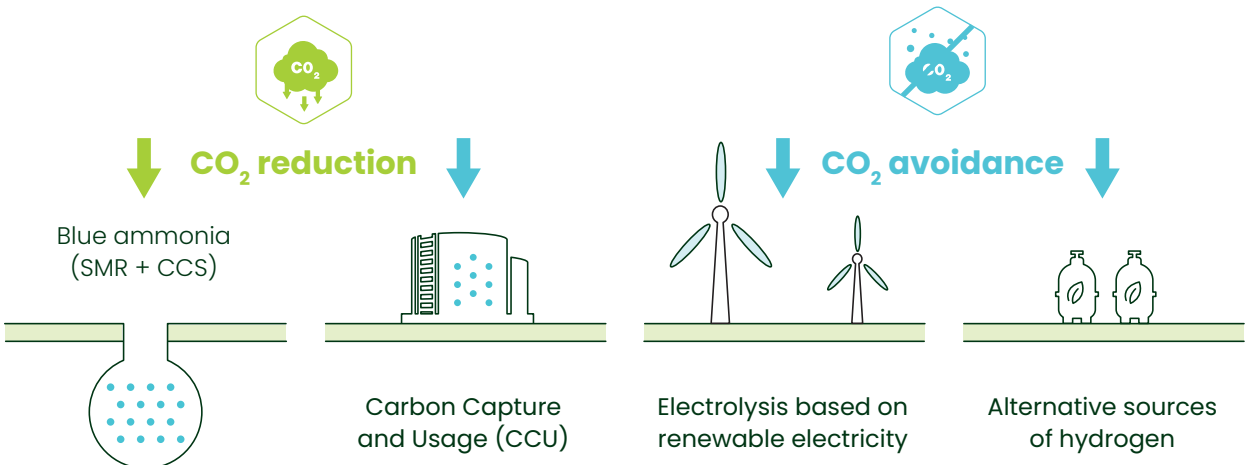 CO₂
CO₂
CO₂ reduction
CO₂ avoidance
Blue ammonia
(SMR + CCS)
Carbon Capture
and Usage (CCU)
Electrolysis based on
renewable electricity
Alternative sources
of hydrogen